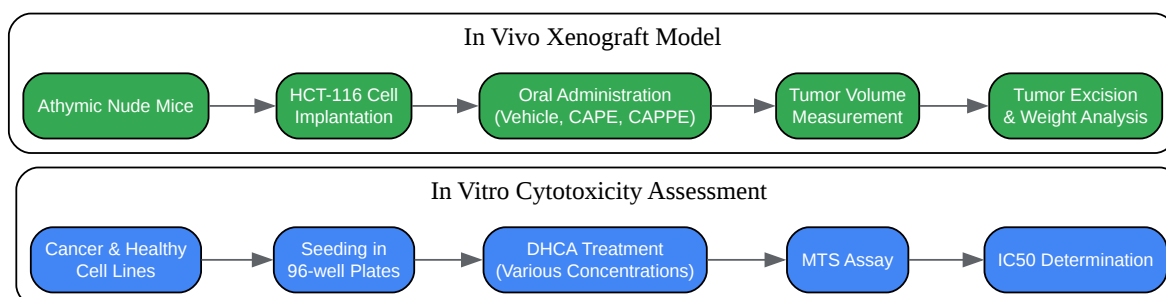 In Vivo Xenograft Model
Athymic Nude Mice
HCT-116 Cell
Implantation
Oral Administration
(Vehicle, CAPE, CAPPE)
Tumor Volume
Measurement
Tumor Excision
& Weight Analysis
In Vitro Cytotoxicity Assessment
Cancer & Healthy
Cell Lines
Seeding in
96-well Plates
DHCA Treatment
(Various Concentrations)
MTS Assay
IC50 Determination